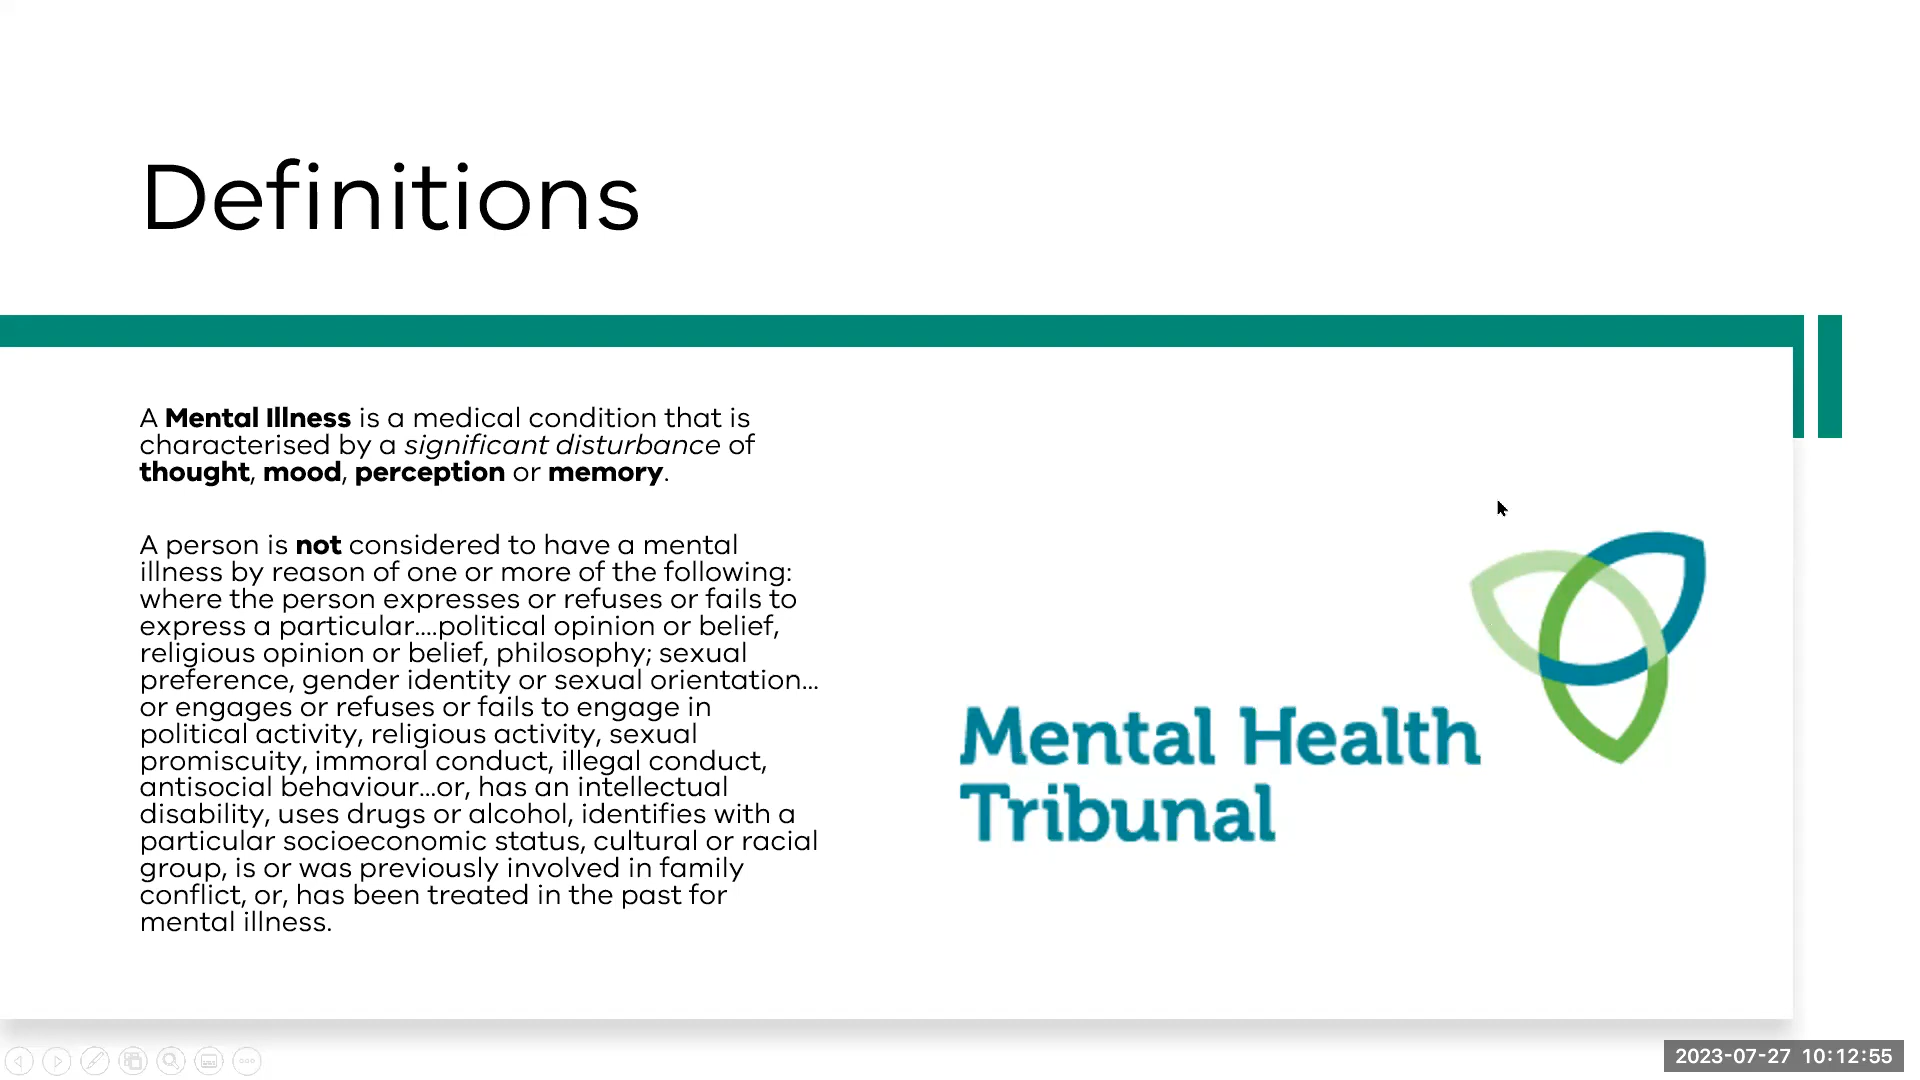 Definitions
A Mental Illness is a medical condition that is
characterised by a significant disturbance of
thought, mood, perception or memory.
A person is not considered to have a mental
illness by reason of one or more of the following:
where the person expresses or refuses or fails to
express a particular....political opinion or belief,
religious opinion or belief, philosophy; sexual
preference, gender identity or sexual orientation...
or engages or refuses or fails to engage in
political activity, religious activity, sexual
promiscuity, immoral conduct, illegal conduct,
antisocial behaviour...or, has an intellectual
disability, uses drugs or alcohol, identifies with a
particular socioeconomic status, cultural or racial
group, is or was previously involved in family
conflict, or, has been treated in the past for
mental illness.
Mental Health
Tribunal
2023-07-27 10:12:55